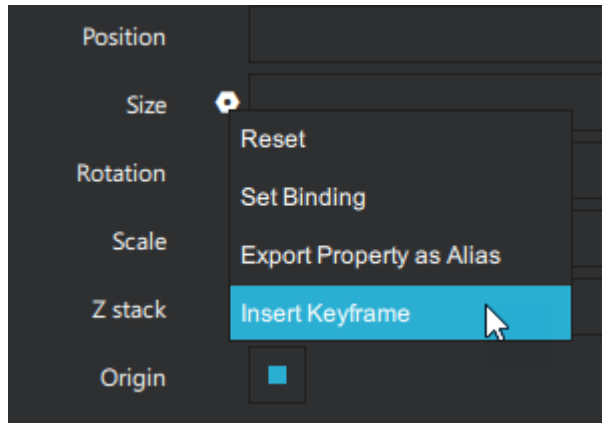 Position
Size
Reset
Set Binding
Rotation
Scale
Export Property as Alias
Z stack
Insert Keyframe
Origin